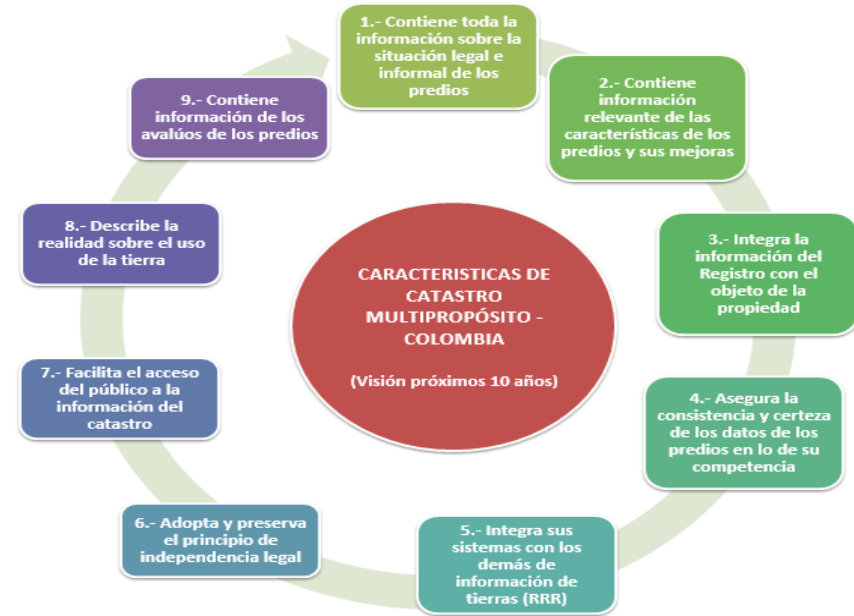 1.- Contiene toda la
información sobre la
situación legal e
informal de los
predios
2.- Contiene
información
relevante de las
características de los
predios y sus mejoras
3.- Integra la
información del
Registro con el
objeto de la
propiedad
4.- Asegura la
consistencia y certeza
de los datos de los
predios en lo de su
competencia
5.- Integra sus
sistemas con los
demás de
información de
tierras (RRR)
6.- Adopta y preserva
el principio de
independencia legal
7.- Facilita el acceso
del público a la
información del
catastro
8.- Describe la
realidad sobre el uso
de la tierra
9.- Contiene
información de los
avalúos de los predios
CARACTERISTICAS DE
CATASTRO
MULTIPROPÓSITO -
COLOMBIA
(Visión próximos 10 años)